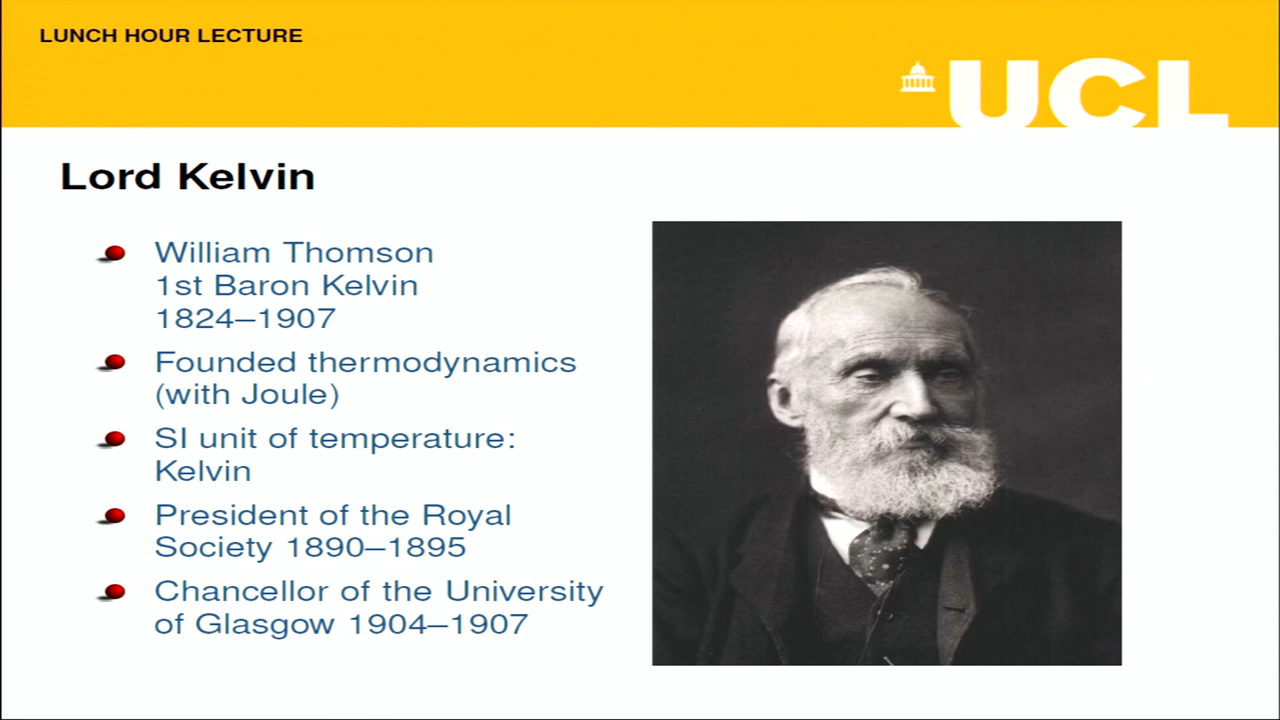 LUNCH HOUR LECTURE
UCL
Lord Kelvin
William Thomson
1st Baron Kelvin
1824–1907
Founded thermodynamics
(with Joule)
SI unit of temperature:
Kelvin
President of the Royal
Society 1890–1895
Chancellor of the University
of Glasgow 1904–1907